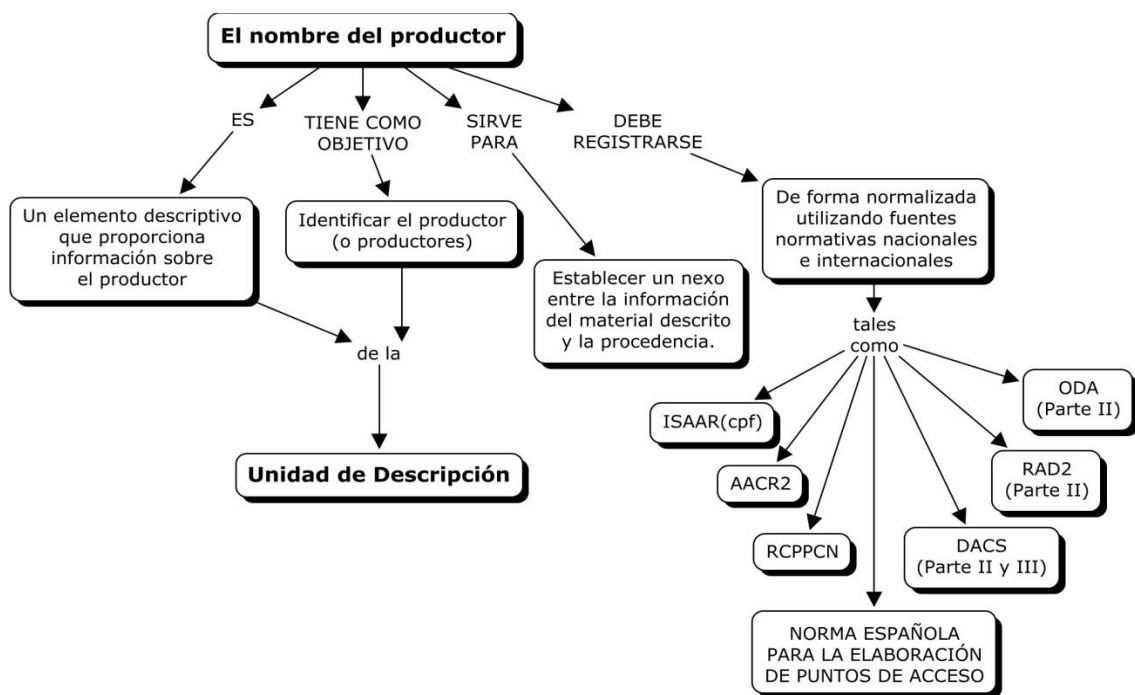 El nombre del productor
ES
TIENE COMO
OBJETIVO
SIRVE
PARA
DEBE
REGISTRARSE
Un elemento descriptivo
que proporciona
información sobre
el productor
Identificar el productor
(o productores)
Establecer un nexo
entre la información
del material descrito
y la procedencia.
De forma normalizada
utilizando fuentes
normativas nacionales
e internacionales
de la
Unidad de Descripción
tales
como
ISAAR(cpf)
AACR2
RCPPCN
NORMA ESPAÑOLA
PARA LA ELABORACIÓN
DE PUNTOS DE ACCESO
DACS
(Parte II y III)
RAD2
(Parte II)
ODA
(Parte II)